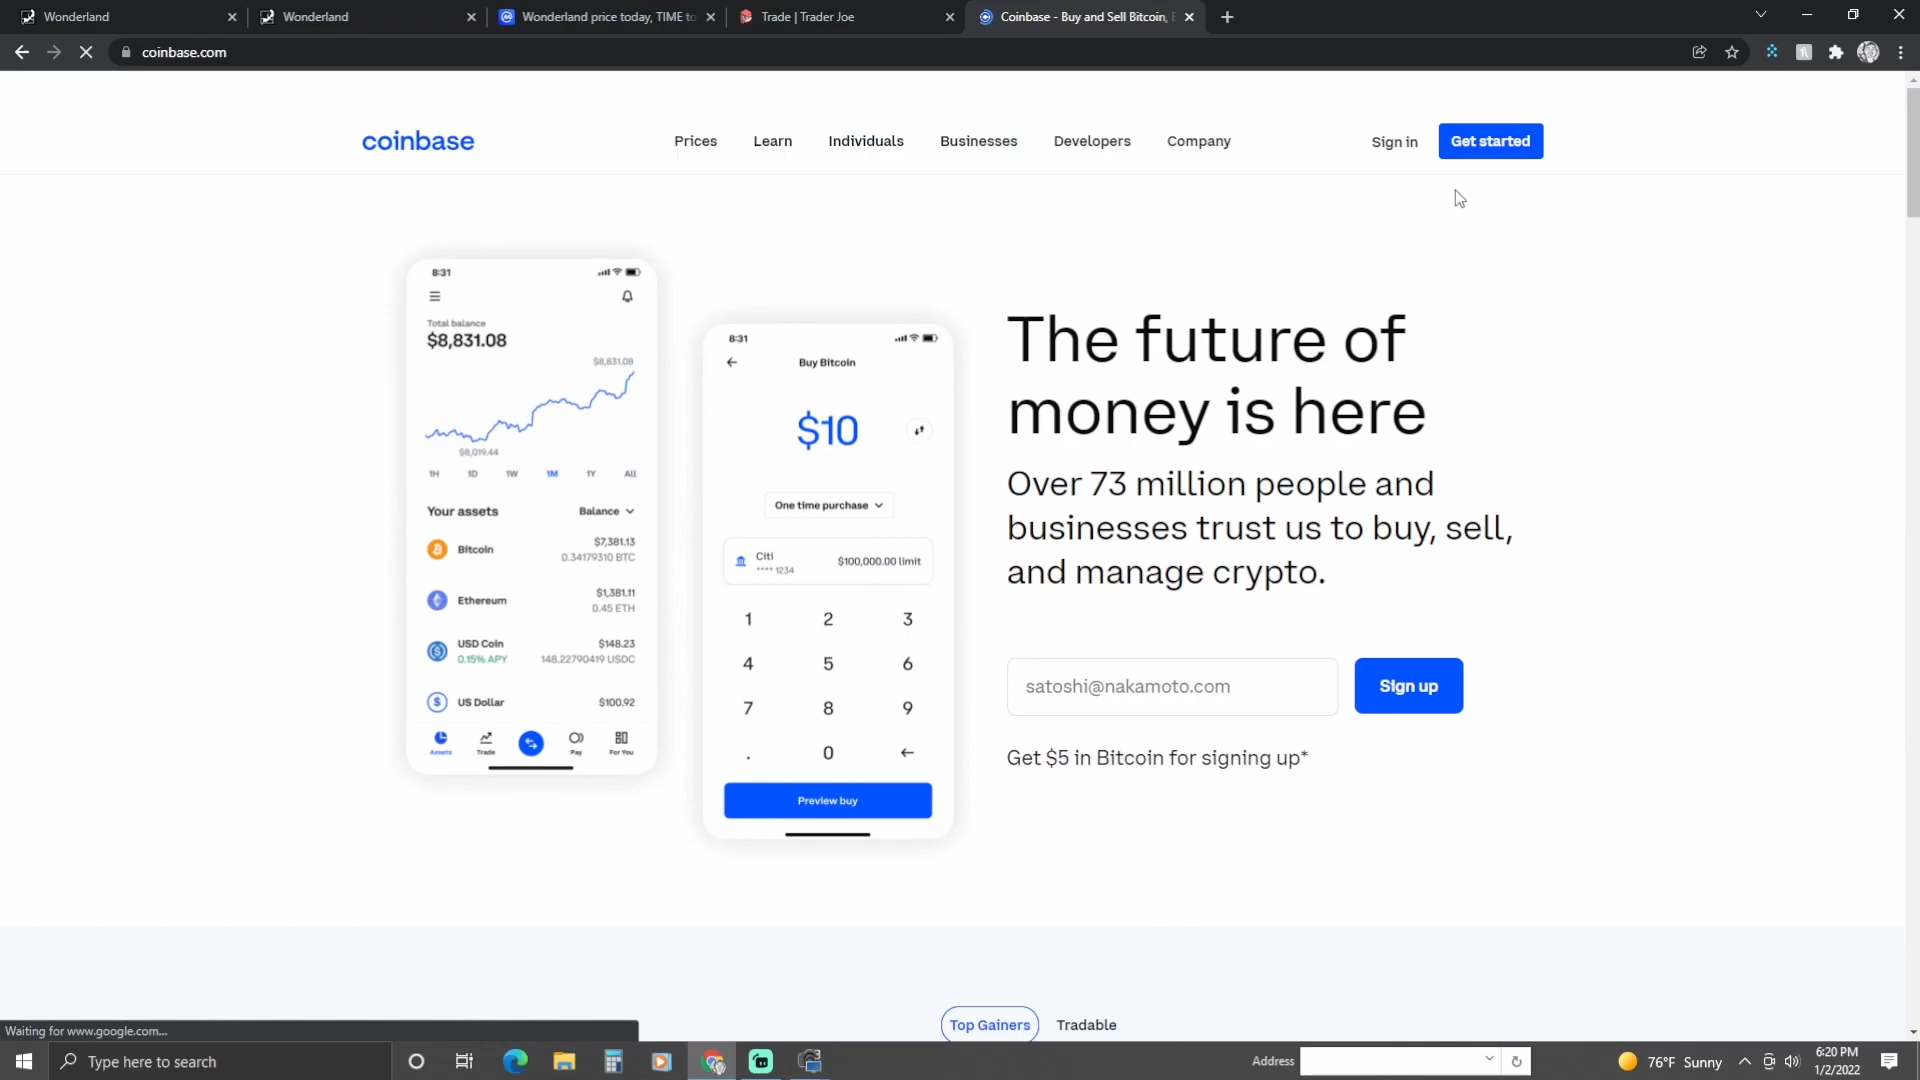 Wonderland
Wonderland
Wonderland price today, TIME to
Trade | Trader Joe
Coinbase - Buy and Sell Bitcoin, E
coinbase.com
coinbase
Prices
Learn
Individuals
Businesses
Developers
Company
Sign in
Get started
8:31
Total balance
$8,831.08
$8,831.08
$8,019.44
1H
1D
1W
1M
1Y
All
Your assets
Balance
Bitcoin
$7,381.13
0.34179310 BTC
Ethereum
$1,381.11
0.45 ETH
USD Coin
$148.23
0.15% APY
148.22790419 USDC
US Dollar
$100.92
Assets
Trade
Pay
For You
8:31
Buy Bitcoin
$10
One time purchase
Citi
**** 1234
$100,000.00 limit
1 2 3
4 5 6
7 8 9
. 0
Preview buy
The future of
money is here
Over 73 million people and
businesses trust us to buy, sell,
and manage crypto.
satoshi@nakamoto.com
Sign up
Get $5 in Bitcoin for signing up*
Top Gainers
Tradable
Waiting for www.google.com...
Type here to search
Address
76°F Sunny
6:20 PM
1/2/2022